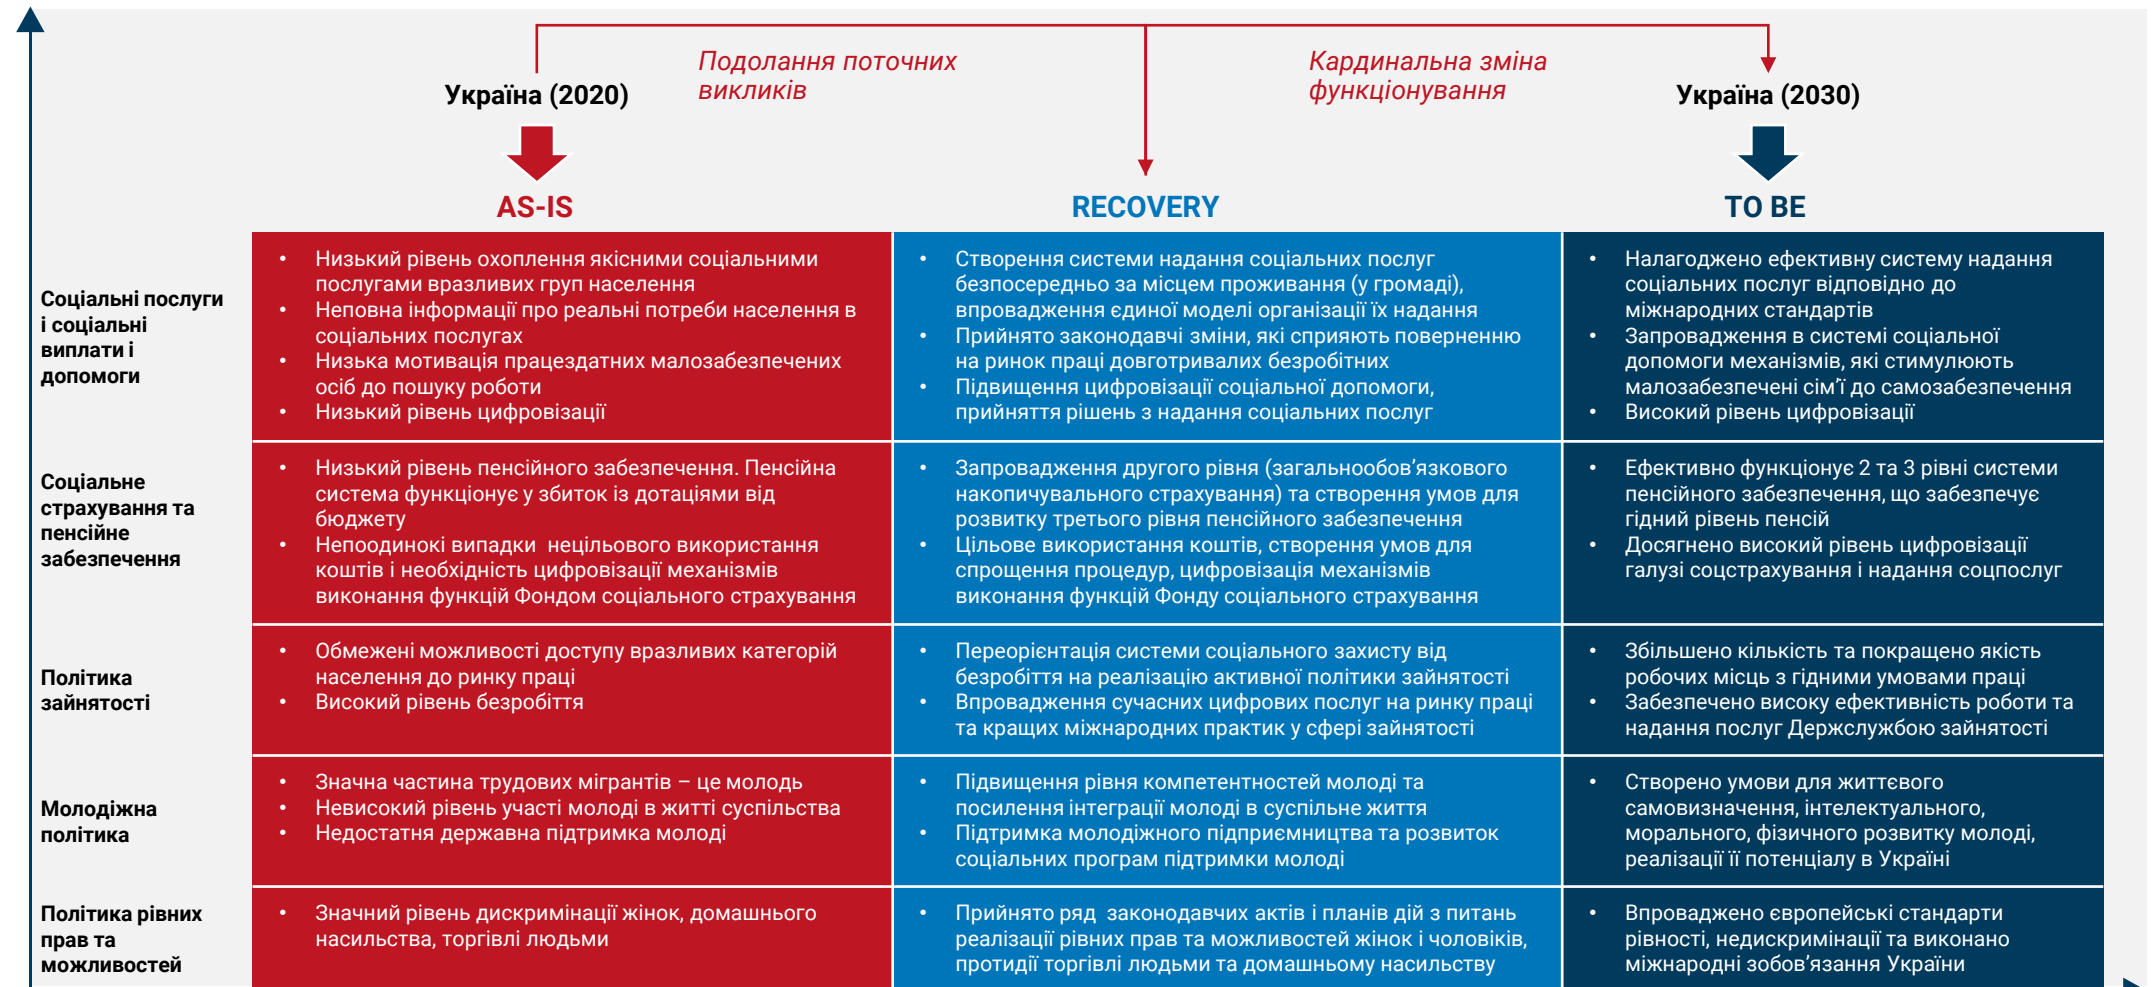 Подолання поточних
викликів
Кардинальна зміна
функціонування
Україна (2020)
Україна (2030)
AS-IS
RECOVERY
TO BE
Соціальні послуги
і соціальні
виплати і
допомоги
• Низький рівень охоплення якісними соціальними
послугами вразливих груп населення
• Неповна інформації про реальні потреби населення в
соціальних послугах
• Низька мотивація працездатних малозабезпечених
осіб до пошуку роботи
• Низький рівень цифровізації
• Створення системи надання соціальних послуг
безпосередньо за місцем проживання (у громаді),
впровадження єдиної моделі організації їх надання
• Прийнято законодавчі зміни, які сприяють поверненню
на ринок праці довготривалих безробітних
• Підвищення цифровізації соціальної допомоги,
прийняття рішень з надання соціальних послуг
• Налагоджено ефективну систему надання
соціальних послуг відповідно до
міжнародних стандартів
• Запровадження в системі соціальної
допомоги механізмів, які стимулюють
малозабезпечені сім’ї до самозабезпечення
• Високий рівень цифровізації
Соціальне
страхування та
пенсійне
забезпечення
• Низький рівень пенсійного забезпечення. Пенсійна
система функціонує у збиток із дотаціями від
бюджету
• Непоодинокі випадки нецільового використання
коштів і необхідність цифровізації механізмів
виконання функцій Фондом соціального страхування
• Запровадження другого рівня (загальнообов’язкового
накопичувального страхування) та створення умов для
розвитку третього рівня пенсійного забезпечення
• Цільове використання коштів, створення умов для
спрощення процедур, цифровізація механізмів
виконання функцій Фонду соціального страхування
• Ефективно функціонує 2 та 3 рівні системи
пенсійного забезпечення, що забезпечує
гідний рівень пенсій
• Досягнено високий рівень цифровізації
галузі соцстрахування і надання соцпослуг
Політика
зайнятості
• Обмежені можливості доступу вразливих категорій
населення до ринку праці
• Високий рівень безробіття
• Переорієнтація системи соціального захисту від
безробіття на реалізацію активної політики зайнятості
• Впровадження сучасних цифрових послуг на ринку праці
та кращих міжнародних практик у сфері зайнятості
• Збільшено кількість та покращено якість
робочих місць з гідними умовами праці
• Забезпечено високу ефективність роботи та
надання послуг Держслужбою зайнятості
Молодіжна
політика
• Значна частина трудових мігрантів – це молодь
• Невисокий рівень участі молоді в житті суспільства
• Недостатня державна підтримка молоді
• Підвищення рівня компетентностей молоді та
посилення інтеграції молоді в суспільне життя
• Підтримка молодіжного підприємництва та розвиток
соціальних програм підтримки молоді
• Створено умови для життєвого
самовизначення, інтелектуального,
морального, фізичного розвитку молоді,
реалізації її потенціалу в Україні
Політика рівних
прав та
можливостей
• Значний рівень дискримінації жінок, домашнього
насильства, торгівлі людьми
• Прийнято ряд законодавчих актів і планів дій з питань
реалізації рівних прав та можливостей жінок і чоловіків,
протидії торгівлі людьми та домашньому насильству
• Впроваджено європейські стандарти
рівності, недискримінації та виконано
міжнародні зобов’язання України